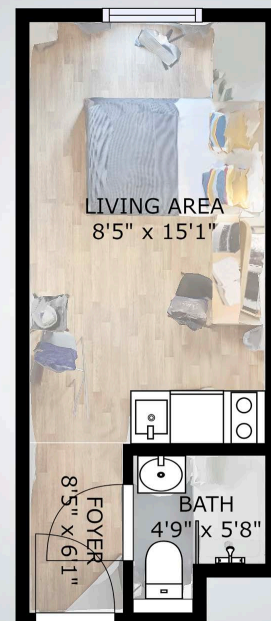 LIVING AREA
8'5" x 15'1"
FOYER
8'5" x 6'1"
BATH
4'9" x 5'8"